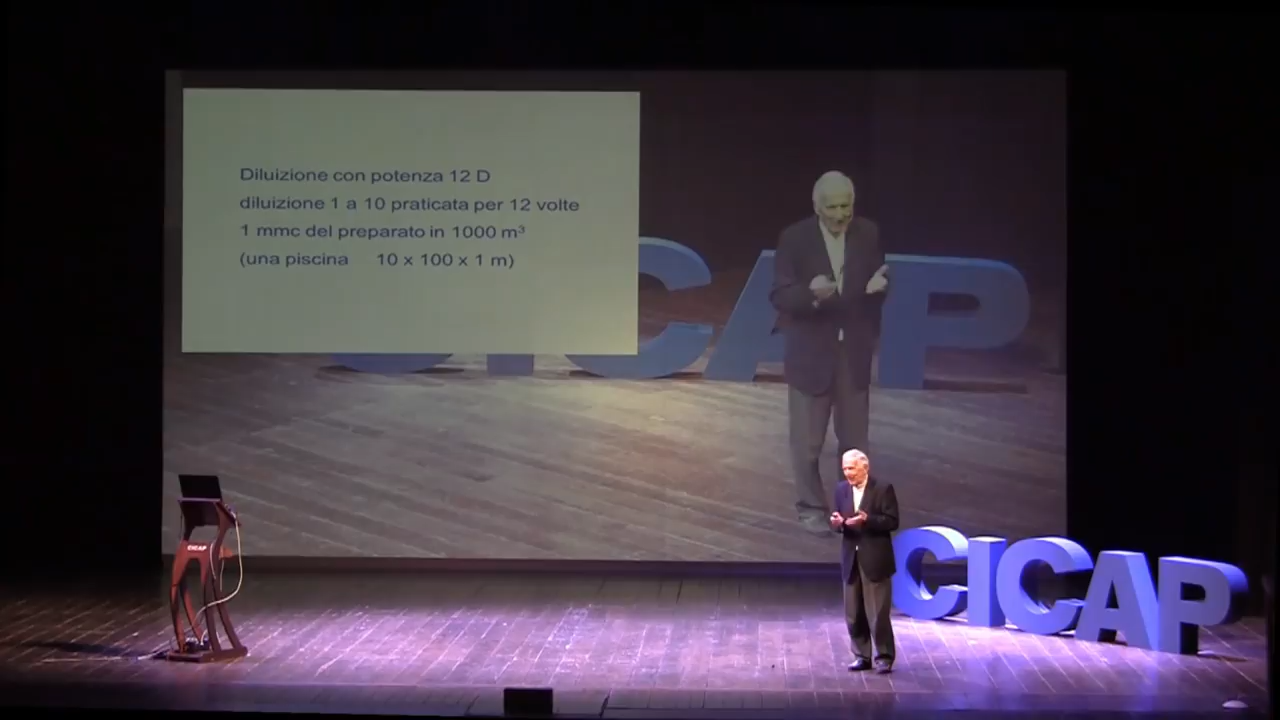 Diluizione con potenza 12 D
diluizione 1 a 10 praticata per 12 volte
1 mmc del preparato in 1000 m³
(una piscina 10 x 100 x 1 m)
CICAP
CICAP
CICAP